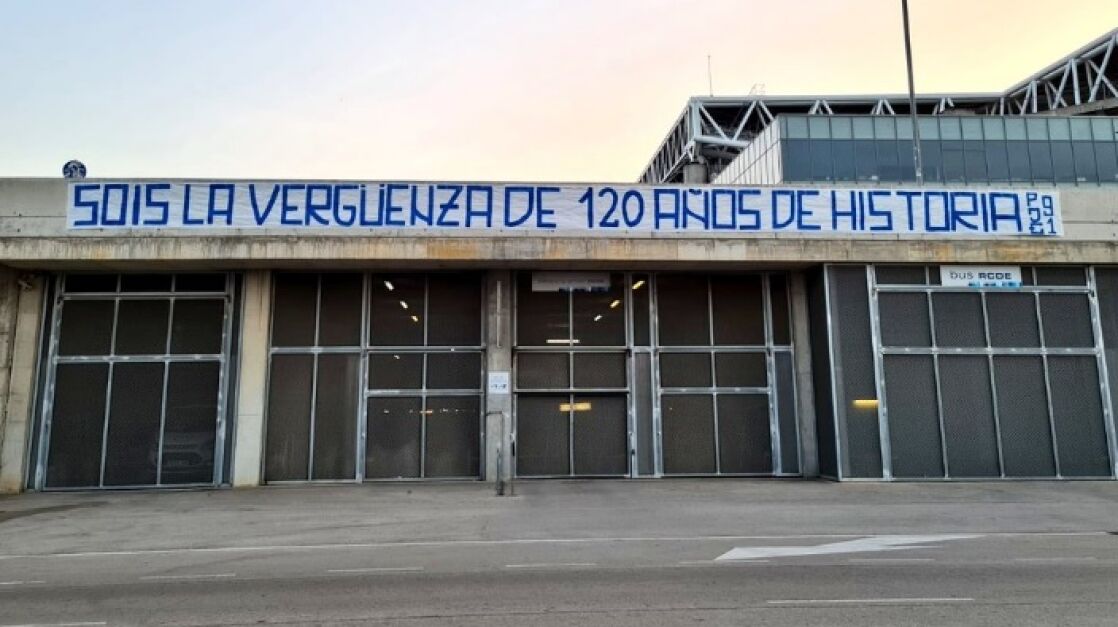 SOIS LA VERGÜENZA DE 120 AÑOS DE HISTORIA
bus RCDE